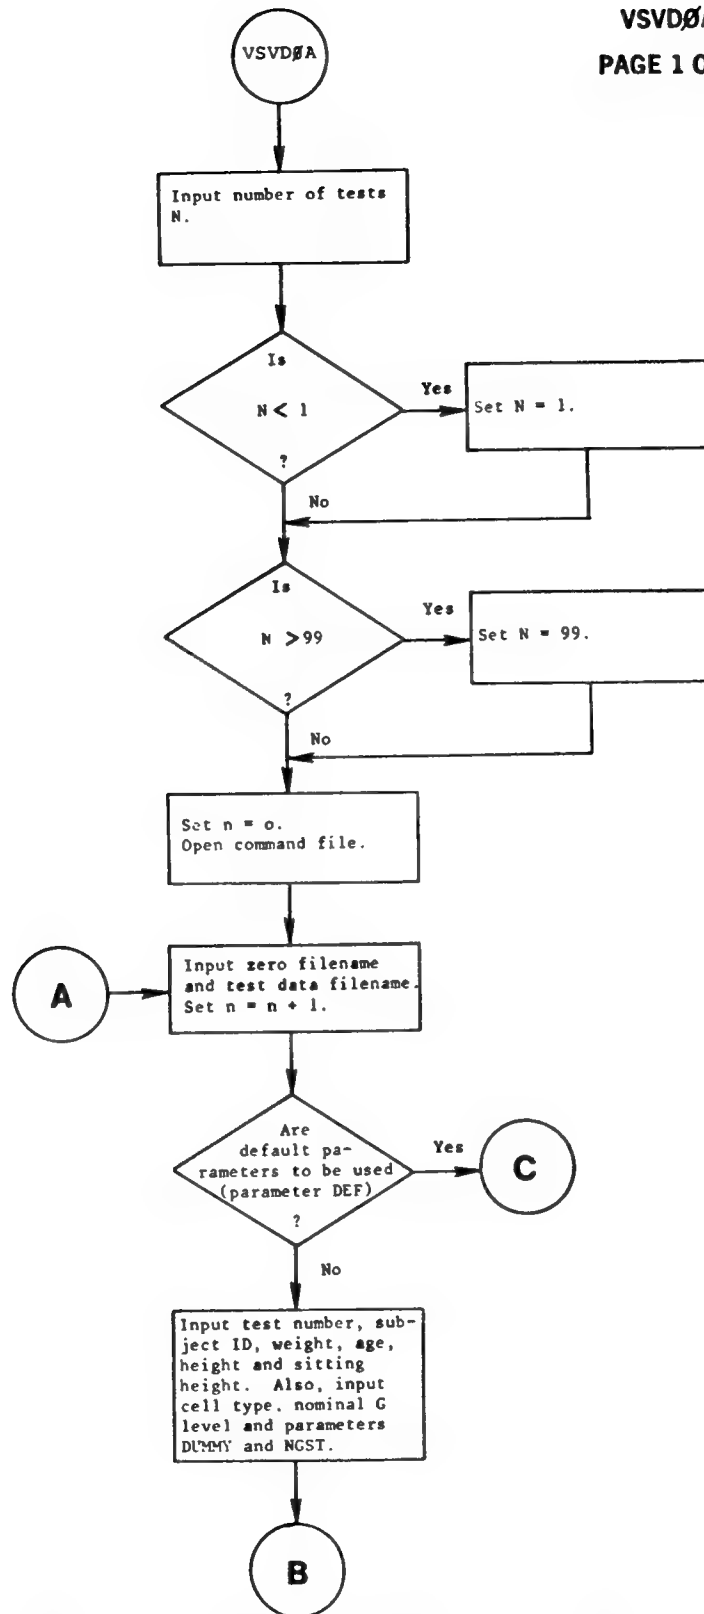 VSVDØA
PAGE 1 O
VSVDØA
Input number of tests
N.
Is
N < 1
?
Yes
Set N = 1.
No
Is
N >99
?
Yes
Set N = 99.
No
Set n = o.
Open command file.
A
Input zero filename
and test data filename.
Set n = n + 1.
Are
default pa-
rameters to be used
(parameter DEF)
?
Yes
C
No
Input test number, sub-
ject ID, weight, age,
height and sitting
height. Also, input
cell type, nominal G
level and parameters
DUMMY and NGST.
B